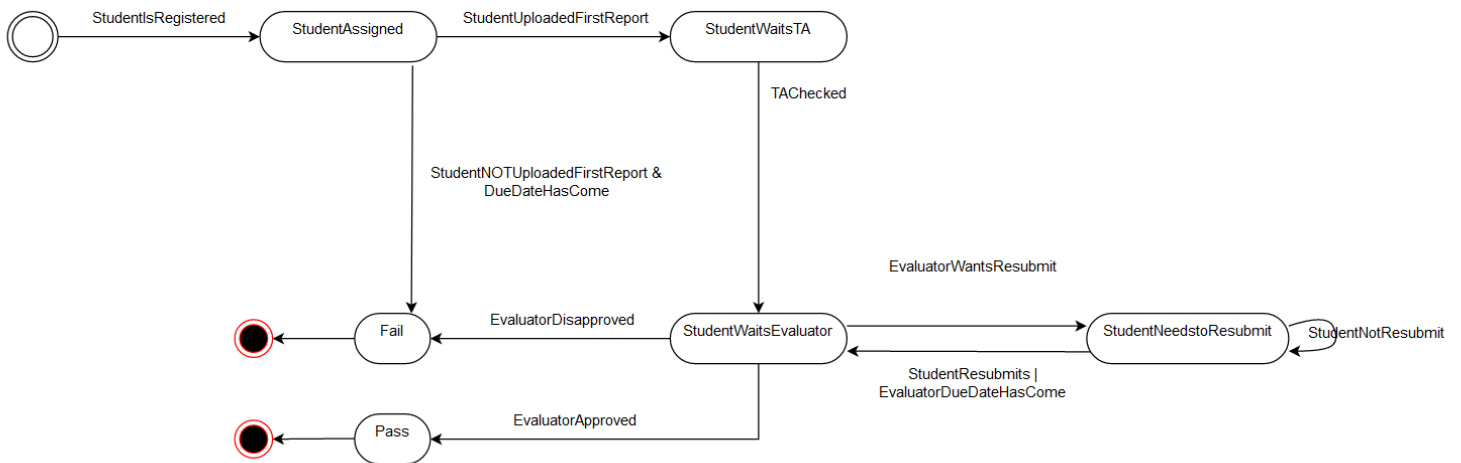 StudentIsRegistered
StudentAssigned
StudentUploadedFirstReport
StudentWaitsTA
TAChecked
StudentNOTUploadedFirstReport &
DueDateHasCome
EvaluatorWantsResubmit
Fail
EvaluatorDisapproved
StudentWaitsEvaluator
StudentNeedstoResubmit
StudentNotResubmit
StudentResubmits |
EvaluatorDueDateHasCome
Pass
EvaluatorApproved